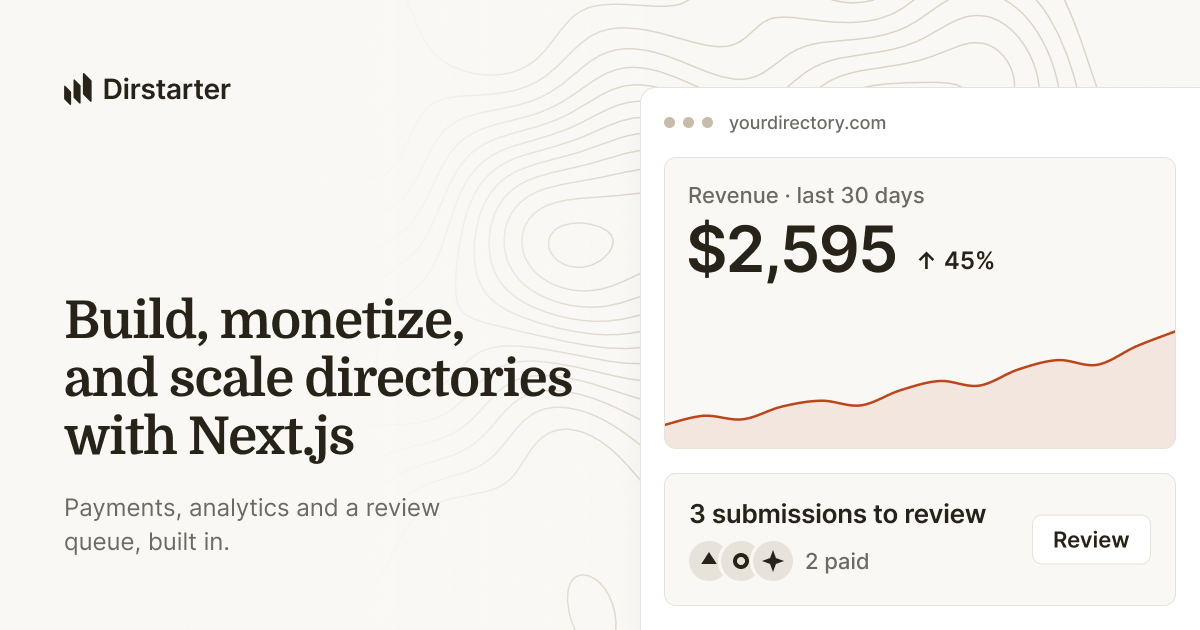 Dirstarter
Build, monetize,
and scale directories
with Next.js
Payments, analytics and a review
queue, built in.
yourdirectory.com
Revenue · last 30 days
$2,595 ↑ 45%
3 submissions to review
2 paid
Review